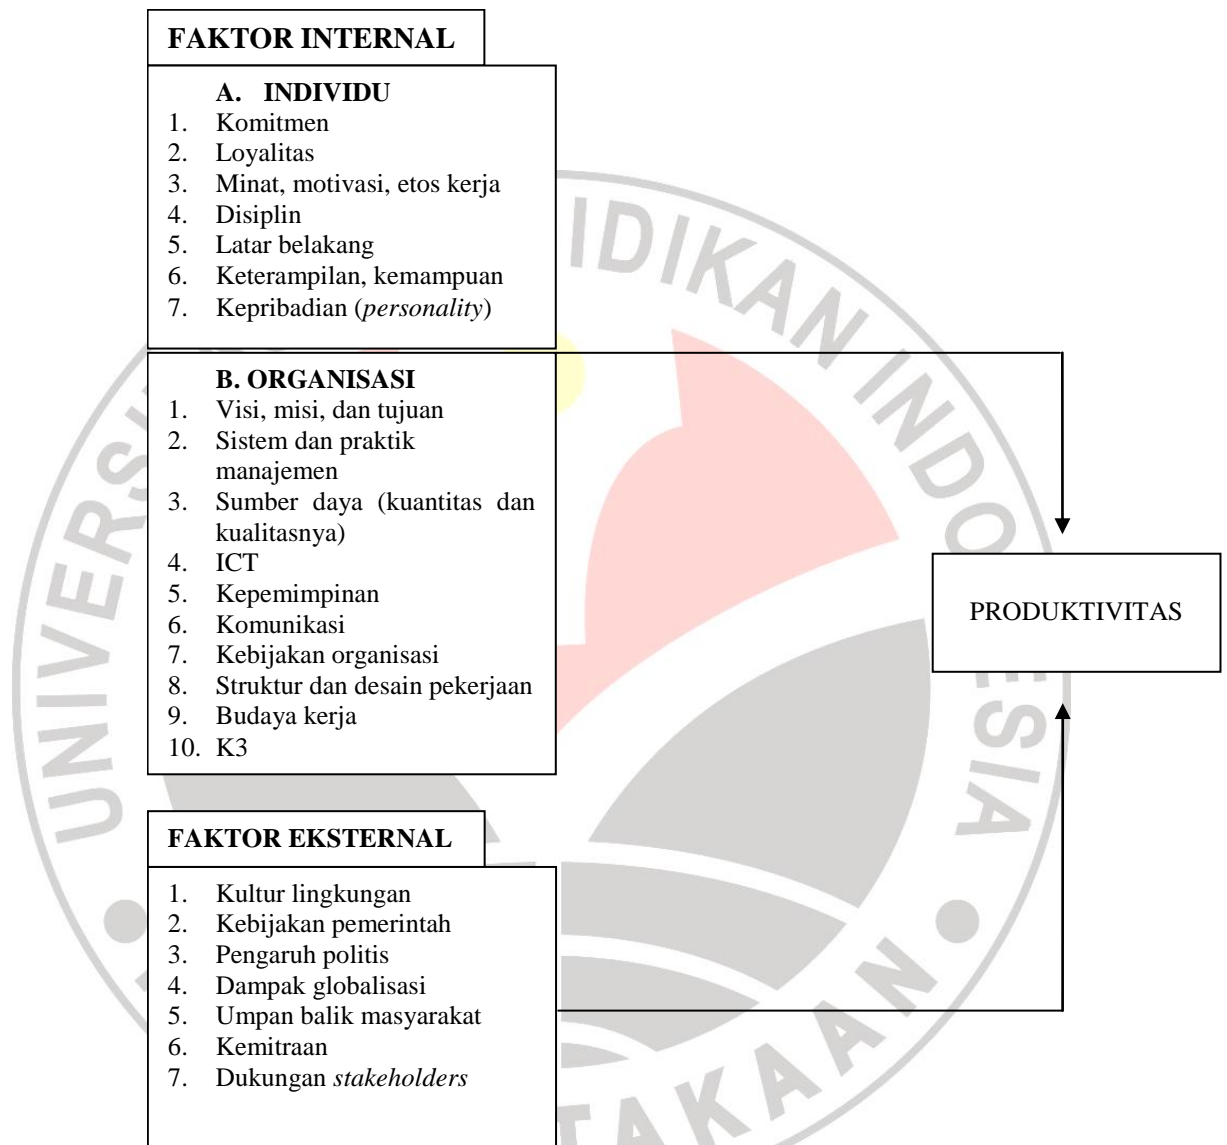 FAKTOR INTERNAL
A. INDIVIDU
1. Komitmen
2. Loyalitas
3. Minat, motivasi, etos kerja
4. Disiplin
5. Latar belakang
6. Keterampilan, kemampuan
7. Kepribadian (personality)
B. ORGANISASI
1. Visi, misi, dan tujuan
2. Sistem dan praktik
manajemen
3. Sumber daya (kuantitas dan
kualitasnya)
4. ICT
5. Kepemimpinan
6. Komunikasi
7. Kebijakan organisasi
8. Struktur dan desain pekerjaan
9. Budaya kerja
10. K3
PRODUKTIVITAS
FAKTOR EKSTERNAL
1. Kultur lingkungan
2. Kebijakan pemerintah
3. Pengaruh politis
4. Dampak globalisasi
5. Umpan balik masyarakat
6. Kemitraan
7. Dukungan stakeholders